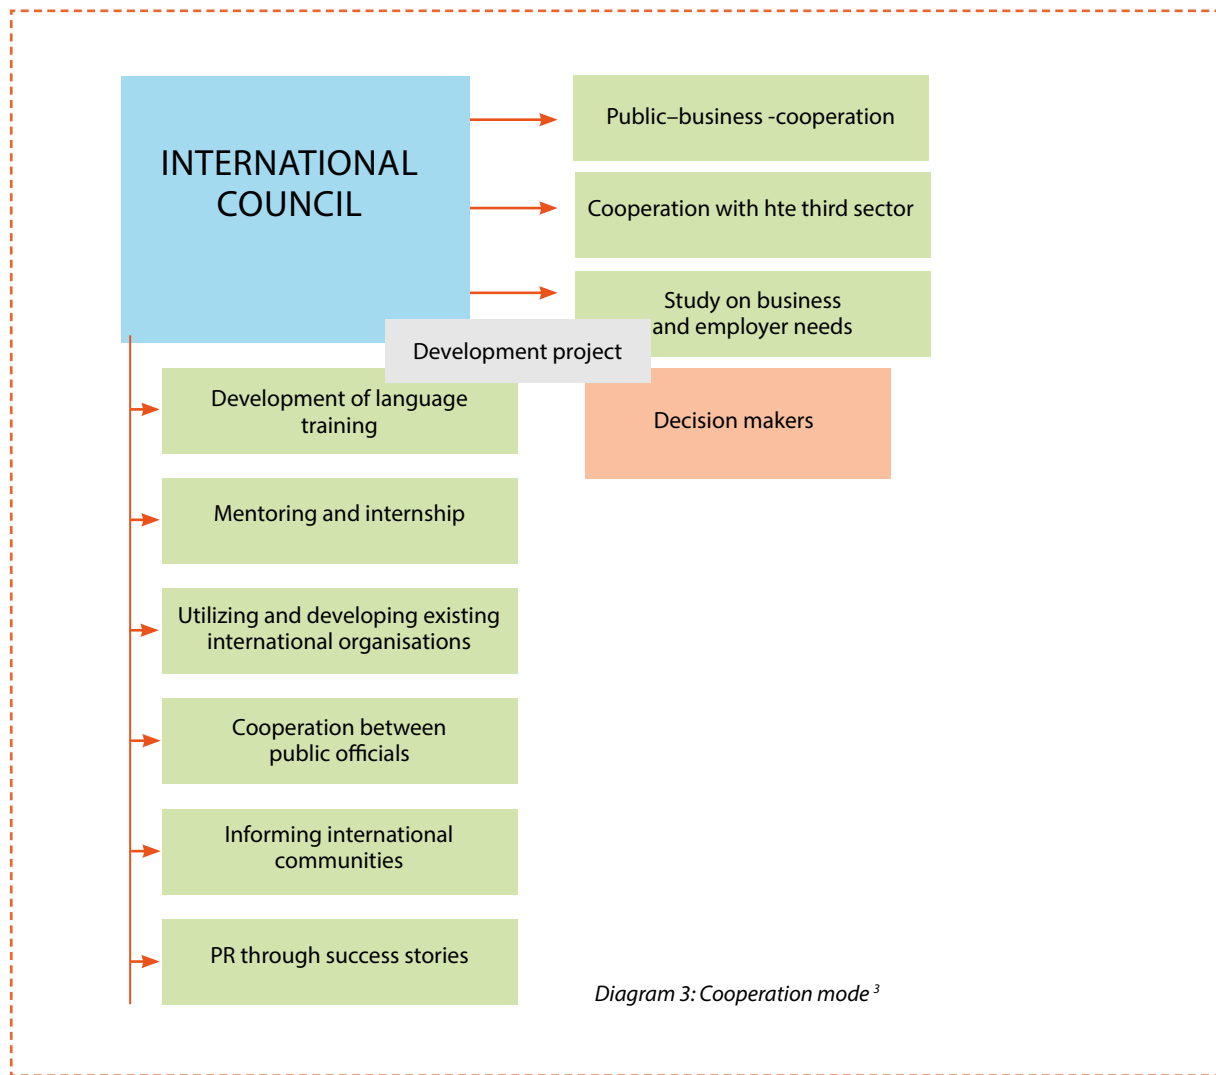 INTERNATIONAL
COUNCIL
Public–business -cooperation
Cooperation with hte third sector
Study on business
and employer needs
Development project
Decision makers
Development of language
training
Mentoring and internship
Utilizing and developing existing
international organisations
Cooperation between
public officials
Informing international
communities
PR through success stories
Diagram 3: Cooperation mode ³